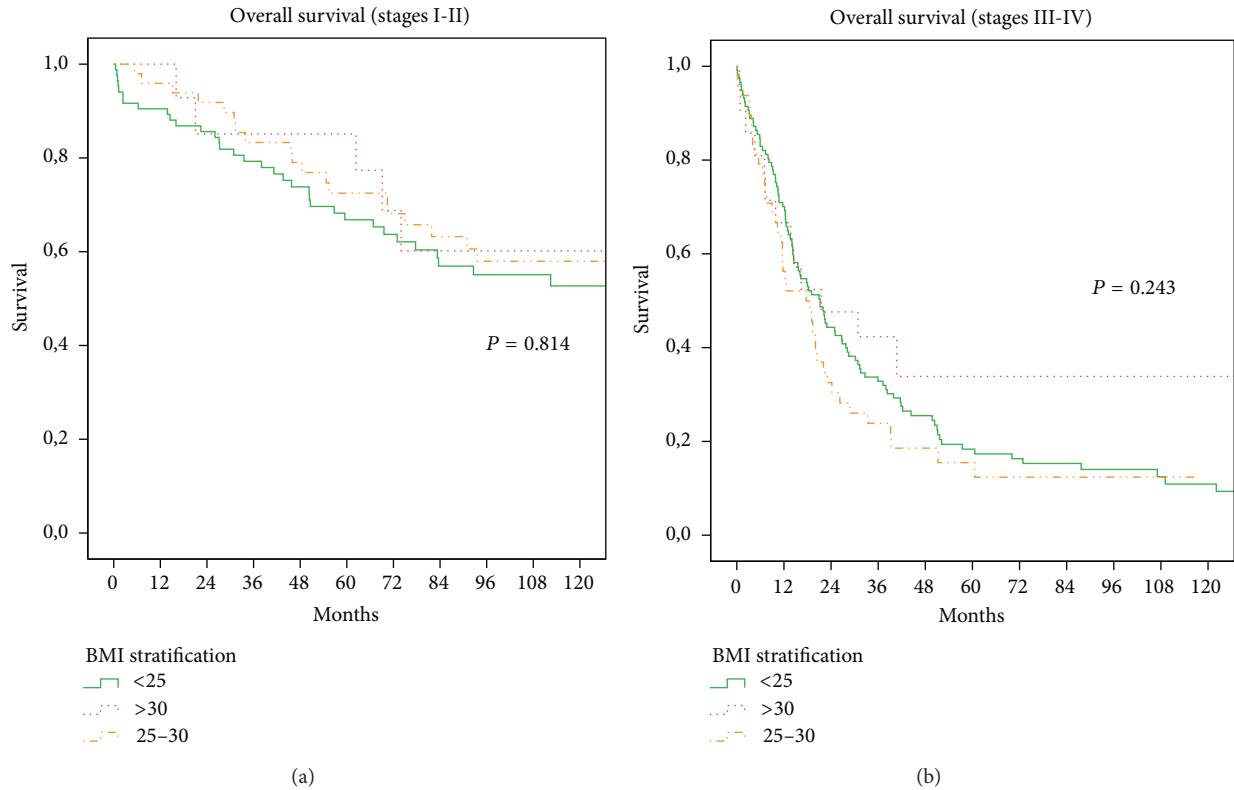 Overall survival (stages I-II)
1,0
0,8
0,6
0,4
0,2
0,0
Survival
P = 0.814
0 12 24 36 48 60 72 84 96 108 120
Months
BMI stratification
<25
>30
25–30
(a)
Overall survival (stages III-IV)
1,0
0,8
0,6
0,4
0,2
0,0
Survival
P = 0.243
0 12 24 36 48 60 72 84 96 108 120
Months
BMI stratification
<25
>30
25–30
(b)